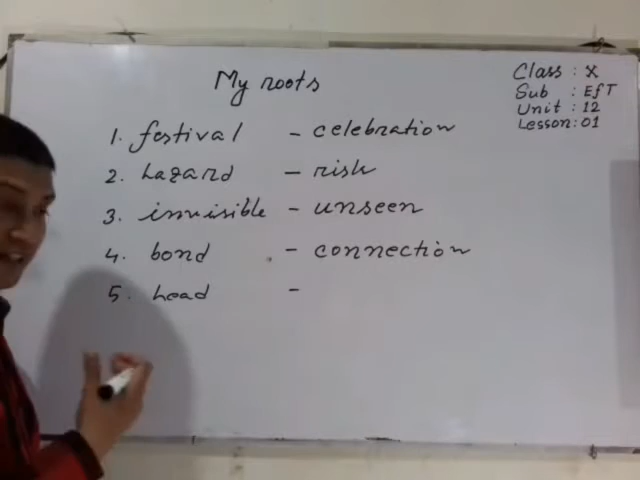 My roots
Class : X
Sub : EfT
Unit : 12
Lesson: 01
1. festival - celebration
2. hazard - risk
3. invisible - unseen
4. bond - connection
5. head -